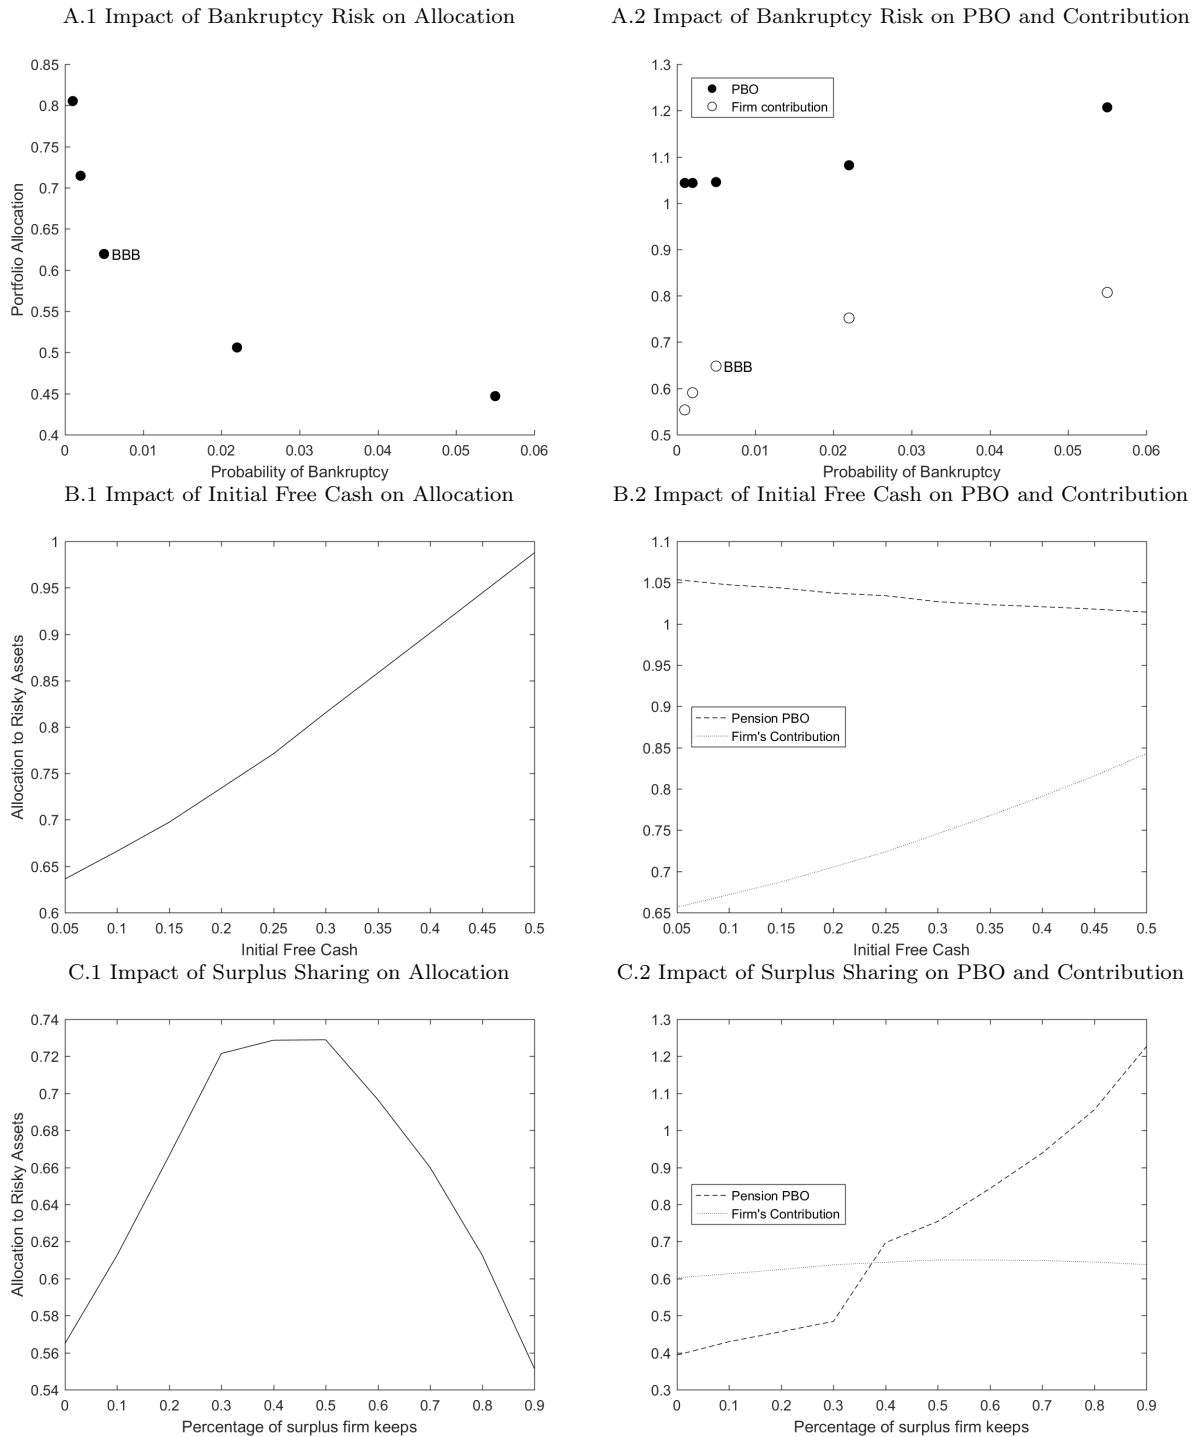 A.1 Impact of Bankruptcy Risk on Allocation
0.85
0.8
0.75
0.7
0.65
0.6
0.55
0.5
0.45
0.4
Portfolio Allocation
BBB
0 0.01 0.02 0.03 0.04 0.05 0.06
Probability of Bankruptcy
A.2 Impact of Bankruptcy Risk on PBO and Contribution
1.3
1.2
1.1
1
0.9
0.8
0.7
0.6
0.5
PBO
Firm contribution
BBB
0 0.01 0.02 0.03 0.04 0.05 0.06
Probability of Bankruptcy
B.1 Impact of Initial Free Cash on Allocation
1
0.95
0.9
0.85
0.8
0.75
0.7
0.65
0.6
Allocation to Risky Assets
0.05 0.1 0.15 0.2 0.25 0.3 0.35 0.4 0.45 0.5
Initial Free Cash
B.2 Impact of Initial Free Cash on PBO and Contribution
1.1
1.05
1
0.95
0.9
0.85
0.8
0.75
0.7
0.65
Pension PBO
Firm's Contribution
0.05 0.1 0.15 0.2 0.25 0.3 0.35 0.4 0.45 0.5
Initial Free Cash
C.1 Impact of Surplus Sharing on Allocation
0.74
0.72
0.7
0.68
0.66
0.64
0.62
0.6
0.58
0.56
0.54
Allocation to Risky Assets
0 0.1 0.2 0.3 0.4 0.5 0.6 0.7 0.8 0.9
Percentage of surplus firm keeps
C.2 Impact of Surplus Sharing on PBO and Contribution
1.3
1.2
1.1
1
0.9
0.8
0.7
0.6
0.5
0.4
0.3
Pension PBO
Firm's Contribution
0 0.1 0.2 0.3 0.4 0.5 0.6 0.7 0.8 0.9
Percentage of surplus firm keeps